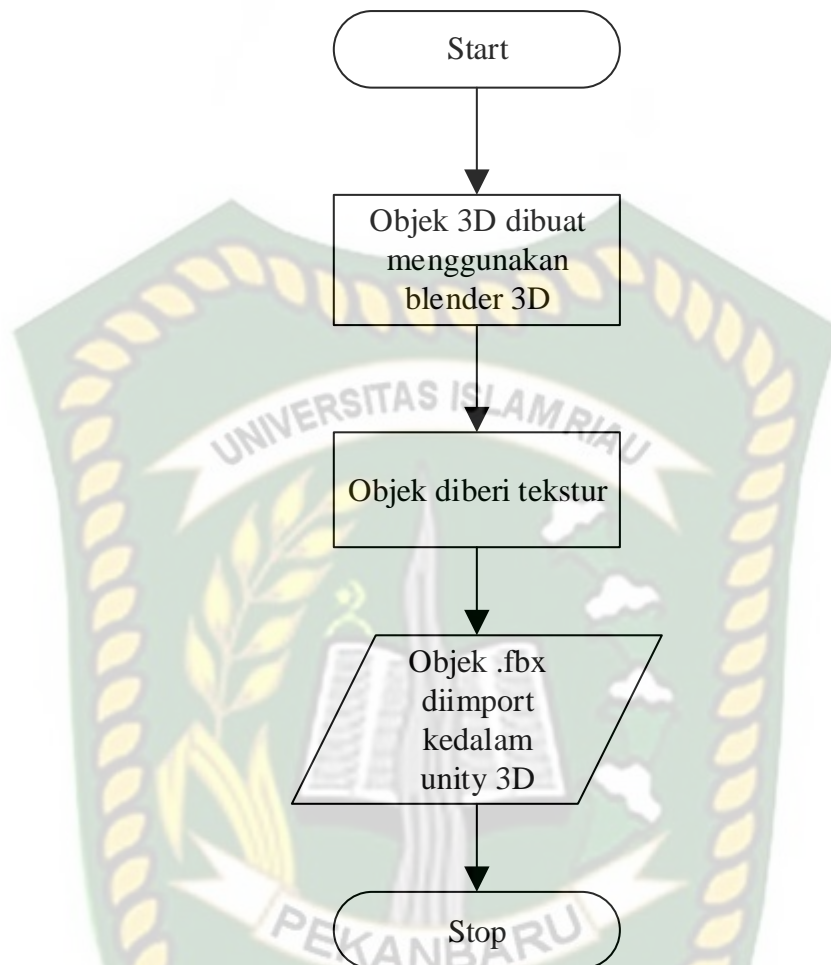 Start
Objek 3D dibuat
menggunakan
blender 3D
UNIVERSITAS ISLAM RIAU
Objek diberi tekstur
Objek .fbx
diimport
kedalam
unity 3D
Stop
PEKANBARU